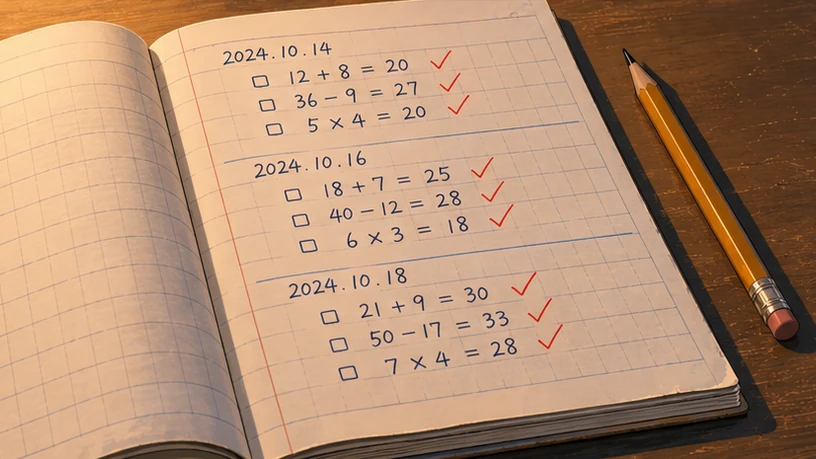 2024.10.14
☐ 12 + 8 = 20 ✓
☐ 36 − 9 = 27 ✓
☐ 5 × 4 = 20 ✓
2024.10.16
☐ 18 + 7 = 25 ✓
☐ 40 − 12 = 28 ✓
☐ 6 × 3 = 18 ✓
2024.10.18
☐ 21 + 9 = 30 ✓
☐ 50 − 17 = 33 ✓
☐ 7 × 4 = 28 ✓